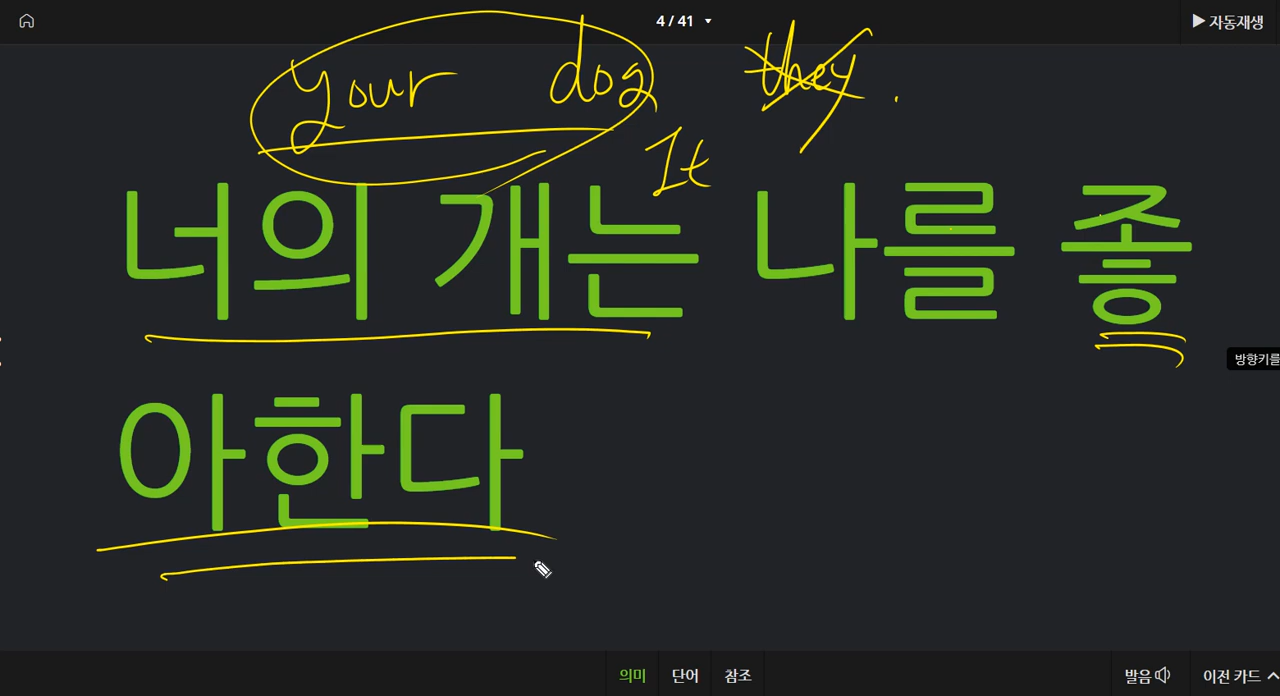 4 / 41
▶ 자동재생
your dog they.
It
너의 개는 나를 좋
아한다
방향키를
의미 단어 참조
발음 이전 카드